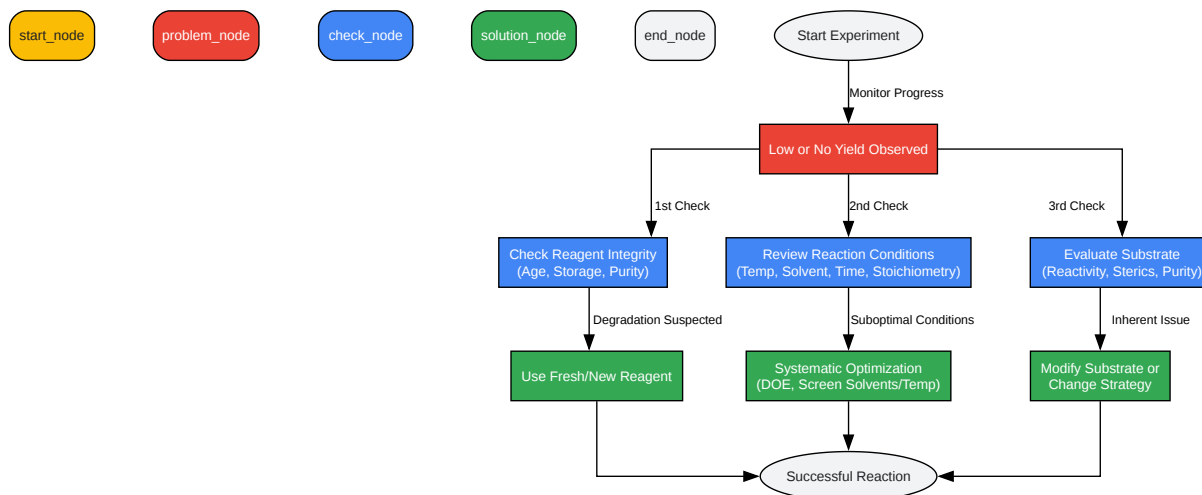 start_node
problem_node
check_node
solution_node
end_node
Start Experiment
Monitor Progress
Low or No Yield Observed
1st Check
2nd Check
3rd Check
Check Reagent Integrity
(Age, Storage, Purity)
Review Reaction Conditions
(Temp, Solvent, Time, Stoichiometry)
Evaluate Substrate
(Reactivity, Sterics, Purity)
Degradation Suspected
Suboptimal Conditions
Inherent Issue
Use Fresh/New Reagent
Systematic Optimization
(DOE, Screen Solvents/Temp)
Modify Substrate or
Change Strategy
Successful Reaction